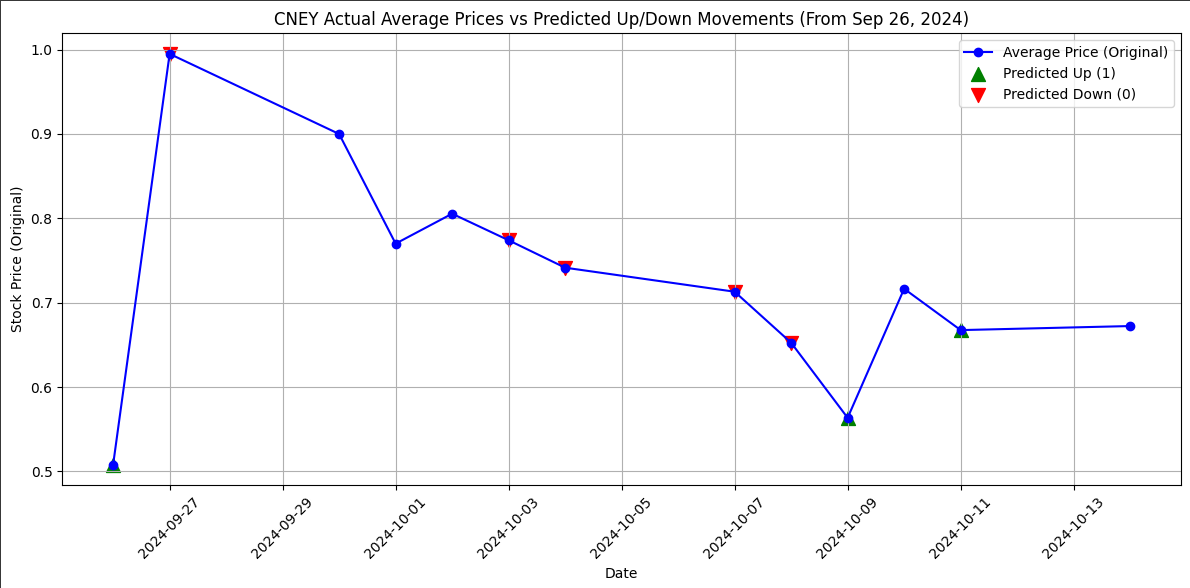 CNEY Actual Average Prices vs Predicted Up/Down Movements (From Sep 26, 2024)
Average Price (Original)
Predicted Up (1)
Predicted Down (0)
Stock Price (Original)
1.0
0.9
0.8
0.7
0.6
0.5
2024-09-27
2024-09-29
2024-10-01
2024-10-03
2024-10-05
2024-10-07
2024-10-09
2024-10-11
2024-10-13
Date